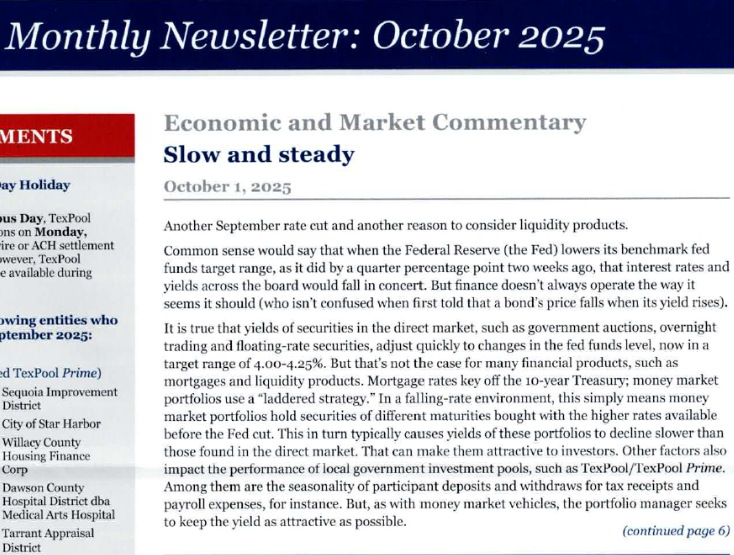 Monthly Newsletter: October 2025
MENTS
ay Holiday
us Day, TexPool
ons on Monday,
ire or ACH settlement
wever, TexPool
e available during
owing entities who
ptember 2025:
ed TexPool Prime)
Sequoia Improvement
District
City of Star Harbor
Willacy County
Housing Finance
Corp
Dawson County
Hospital District dba
Medical Arts Hospital
Tarrant Appraisal
District
Economic and Market Commentary
Slow and steady
October 1, 2025
Another September rate cut and another reason to consider liquidity products.
Common sense would say that when the Federal Reserve (the Fed) lowers its benchmark fed
funds target range, as it did by a quarter percentage point two weeks ago, that interest rates and
yields across the board would fall in concert. But finance doesn't always operate the way it
seems it should (who isn't confused when first told that a bond's price falls when its yield rises).
It is true that yields of securities in the direct market, such as government auctions, overnight
trading and floating-rate securities, adjust quickly to changes in the fed funds level, now in a
target range of 4.00-4.25%. But that's not the case for many financial products, such as
mortgages and liquidity products. Mortgage rates key off the 10-year Treasury; money market
portfolios use a "laddered strategy." In a falling-rate environment, this simply means money
market portfolios hold securities of different maturities bought with the higher rates available
before the Fed cut. This in turn typically causes yields of these portfolios to decline slower than
those found in the direct market. That can make them attractive to investors. Other factors also
impact the performance of local government investment pools, such as TexPool/TexPool Prime.
Among them are the seasonality of participant deposits and withdraws for tax receipts and
payroll expenses, for instance. But, as with money market vehicles, the portfolio manager seeks
to keep the yield as attractive as possible.
(continued page 6)